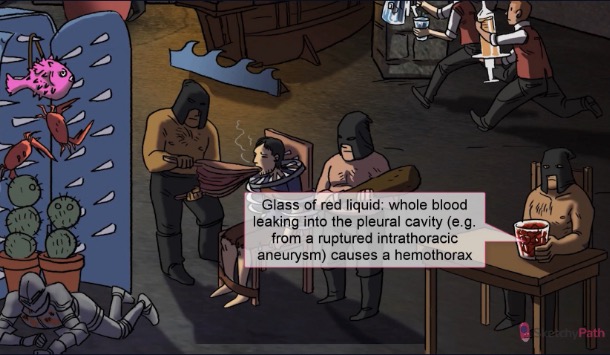 Glass of red liquid: whole blood
leaking into the pleural cavity (e.g.
from a ruptured intrathoracic
aneurysm) causes a hemothorax
SketchyPath